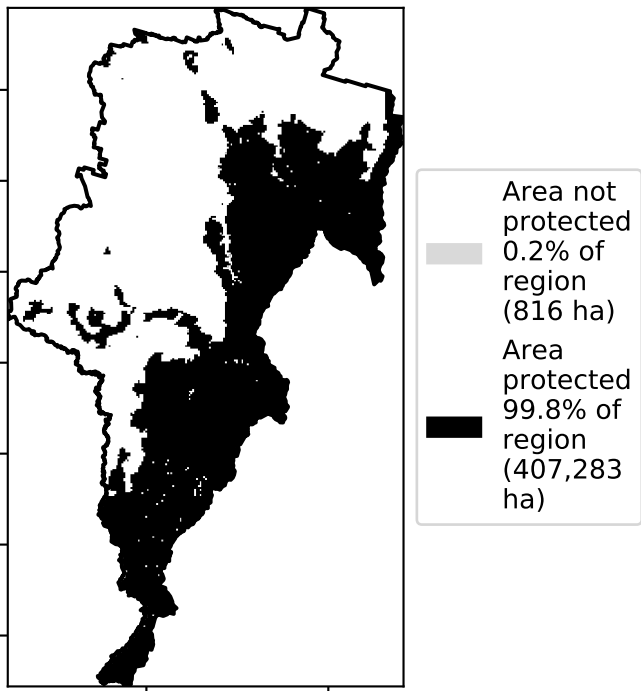 Area not
protected
0.2% of
region
(816 ha)
Area
protected
99.8% of
region
(407,283
ha)